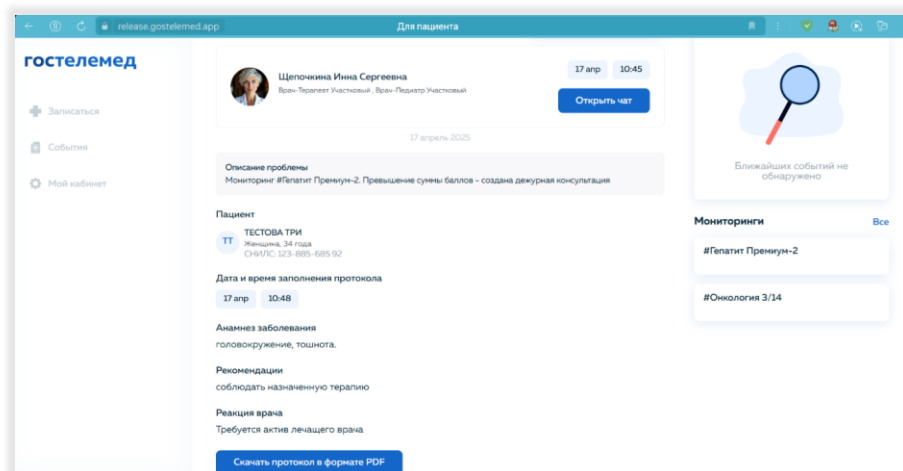 release.gostelemed.app
Для пациента
гостелемед
Записаться
События
Мой кабинет
Щепочкина Инна Сергеевна
Врач-Терапевт Участковый , Врач-Педиатр Участковый
17 апр 10:45
Открыть чат
17 апрель 2025
Описание проблемы
Мониторинг #Гепатит Премиум-2. Превышение суммы баллов – создана дежурная консультация
Пациент
ТТ
ТЕСТОВА ТРИ
Женщина, 34 года
СНИЛС: 123-885-685 92
Дата и время заполнения протокола
17 апр 10:48
Анамнез заболевания
головокружение, тошнота.
Рекомендации
соблюдать назначенную терапию
Реакция врача
Требуется актив лечащего врача
Скачать протокол в формате PDF
Ближайших событий не
обнаружено
Мониторинги
Все
#Гепатит Премиум-2
#Онкология 3/14